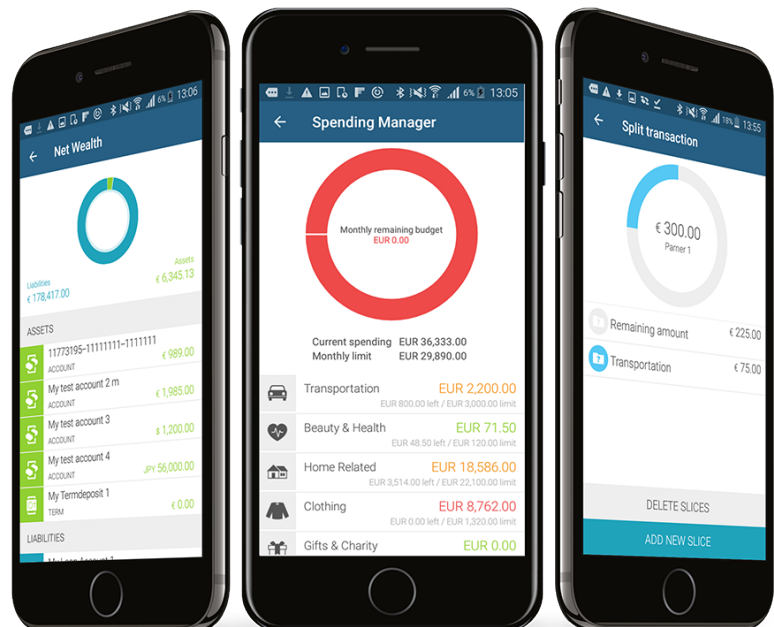 13:06
Net Wealth
Liabilities
€ 178,417.00
Assets
€ 6,345.13
ASSETS
11773195-11111111-1111111
ACCOUNT
€ 989.00
My test account 2 m
ACCOUNT
€ 1,985.00
My test account 3
ACCOUNT
$ 1,200.00
My test account 4
ACCOUNT
JPY 56,000.00
My Termdeposit 1
TERM
€ 0.00
LIABILITIES
6% 13:05
Spending Manager
Monthly remaining budget
EUR 0.00
Current spending EUR 36,333.00
Monthly limit EUR 29,890.00
Transportation EUR 2,200.00
EUR 800.00 left / EUR 3,000.00 limit
Beauty & Health EUR 71.50
EUR 48.50 left / EUR 120.00 limit
Home Related EUR 18,586.00
EUR 3,514.00 left / EUR 22,100.00 limit
Clothing EUR 8,762.00
EUR 0.00 left / EUR 1,320.00 limit
Gifts & Charity EUR 0.00
18% 13:55
Split transaction
€ 300.00
Parner 1
Remaining amount € 225.00
Transportation € 75.00
DELETE SLICES
ADD NEW SLICE